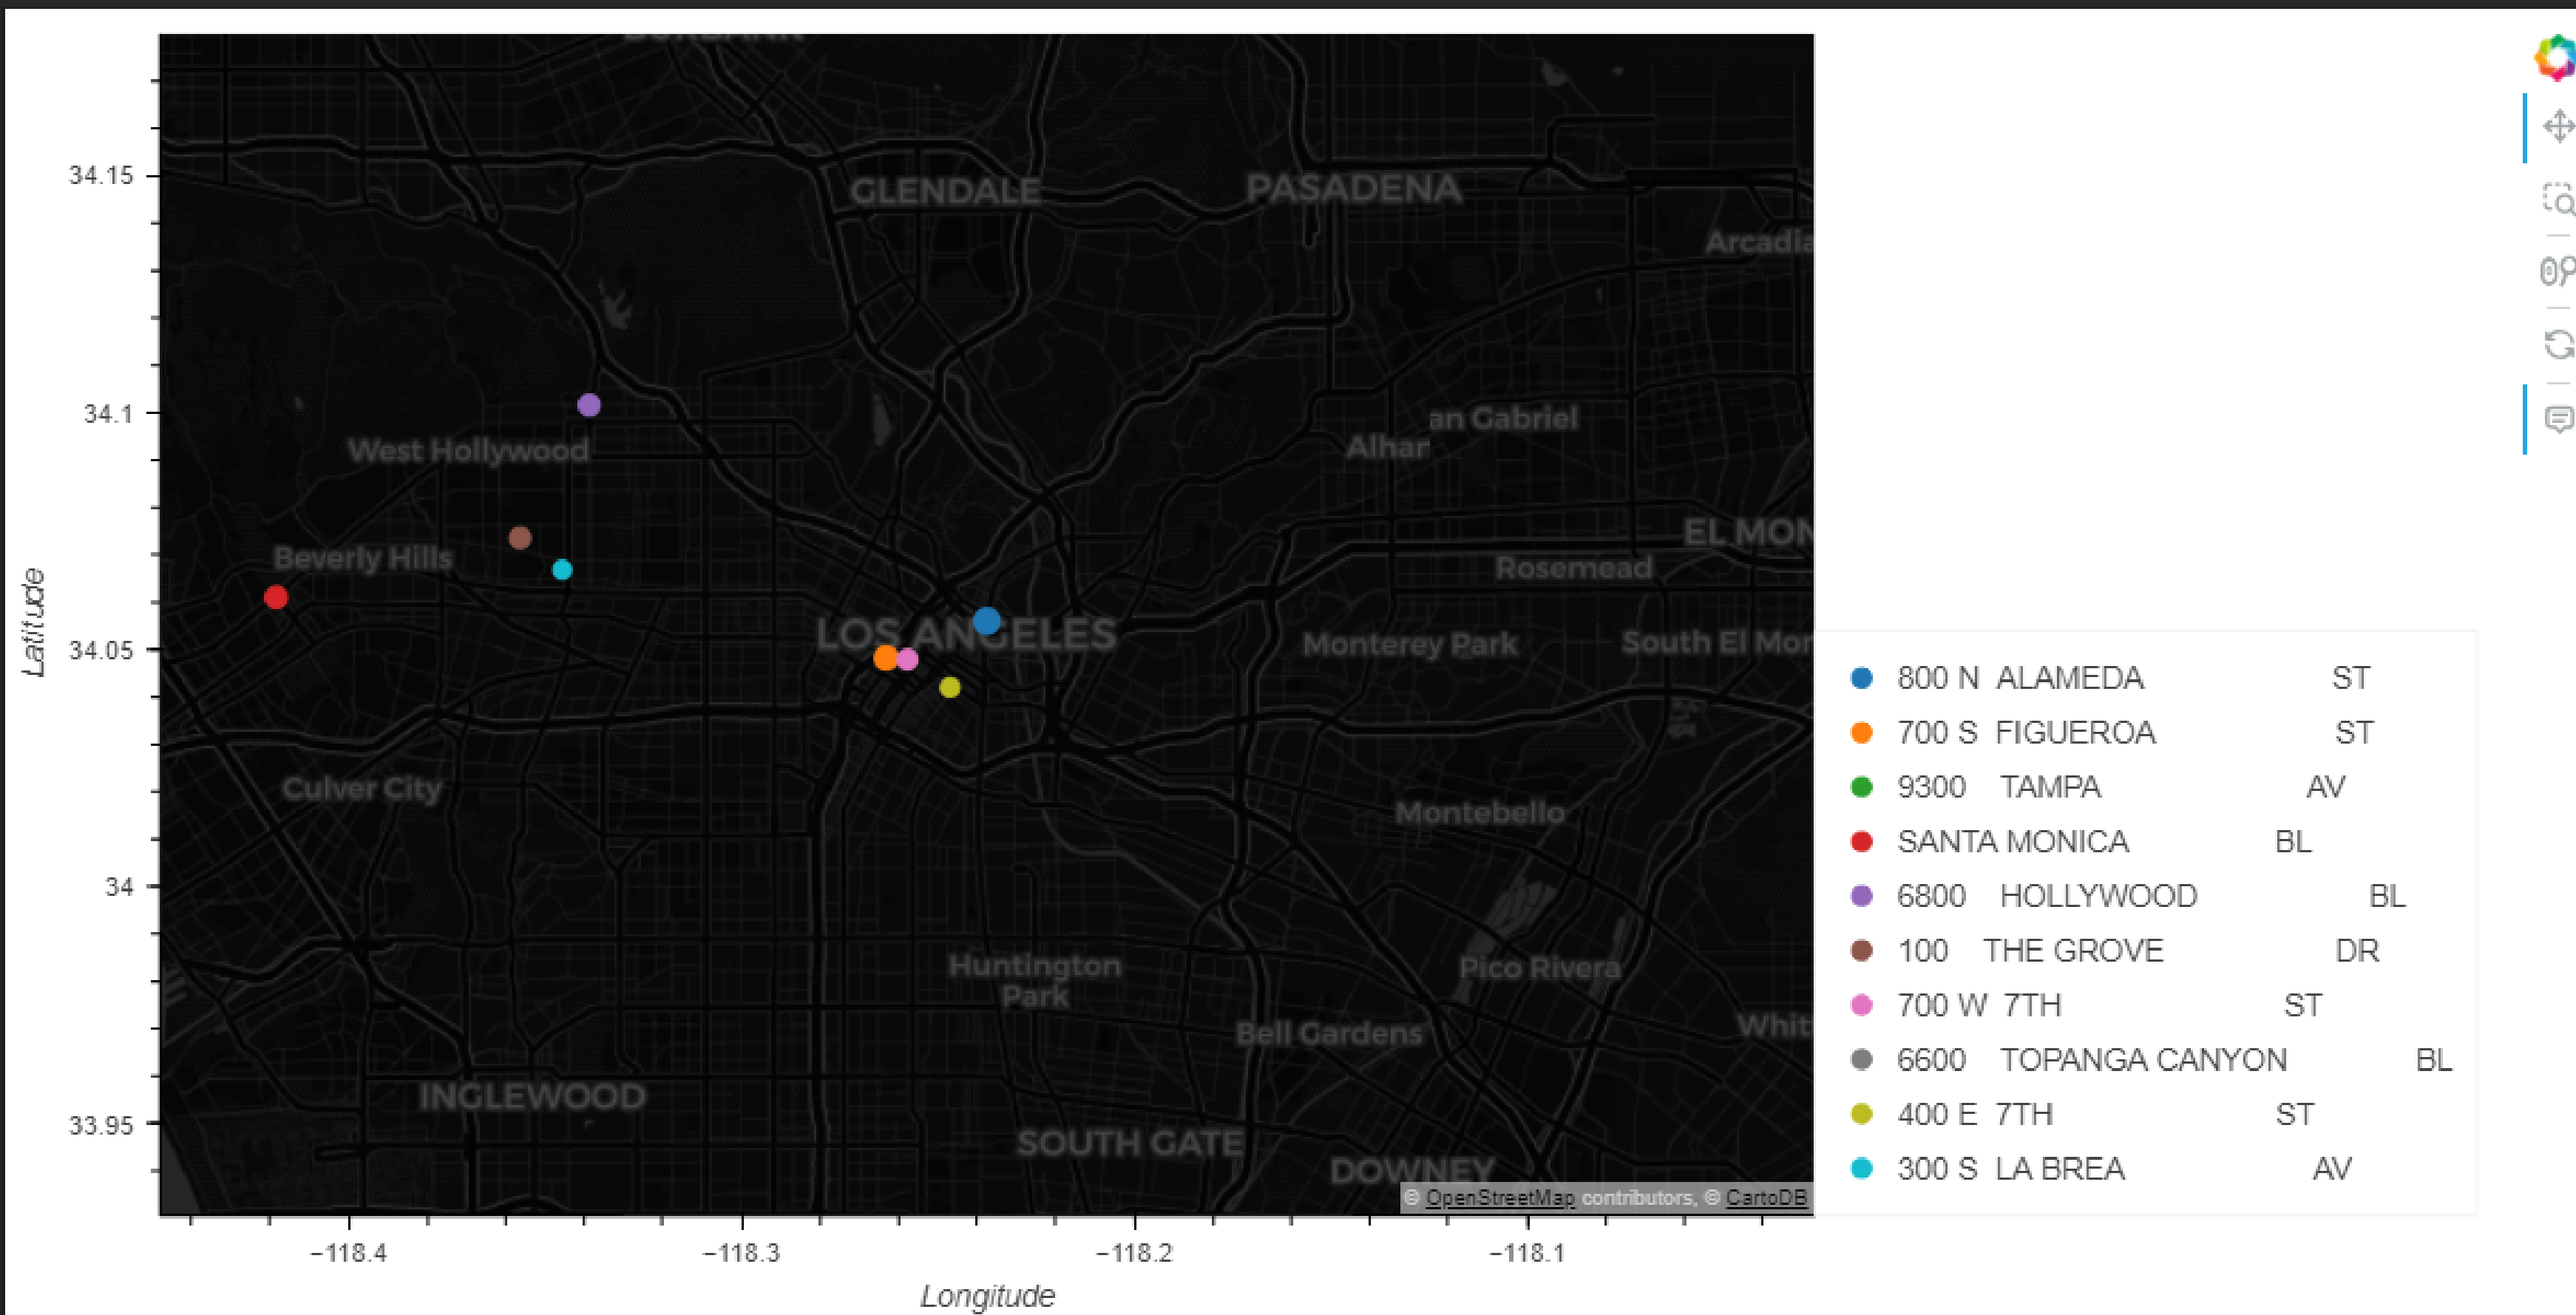 BURBANK
34.15
GLENDALE
PASADENA
Arcadia
34.1
West Hollywood
an Gabriel
Alhar
Beverly Hills
EL MON
Rosemead
Latitude
34.05
LOS ANGELES
Monterey Park
South El Mor
800 N ALAMEDA ST
700 S FIGUEROA ST
9300 TAMPA AV
SANTA MONICA BL
6800 HOLLYWOOD BL
100 THE GROVE DR
700 W 7TH ST
6600 TOPANGA CANYON BL
400 E 7TH ST
300 S LA BREA AV
Culver City
Montebello
34
Huntington
Park
Pico Rivera
Bell Gardens
Whit
INGLEWOOD
33.95
SOUTH GATE
DOWNEY
© OpenStreetMap contributors, © CartoDB
−118.4
−118.3
−118.2
−118.1
Longitude